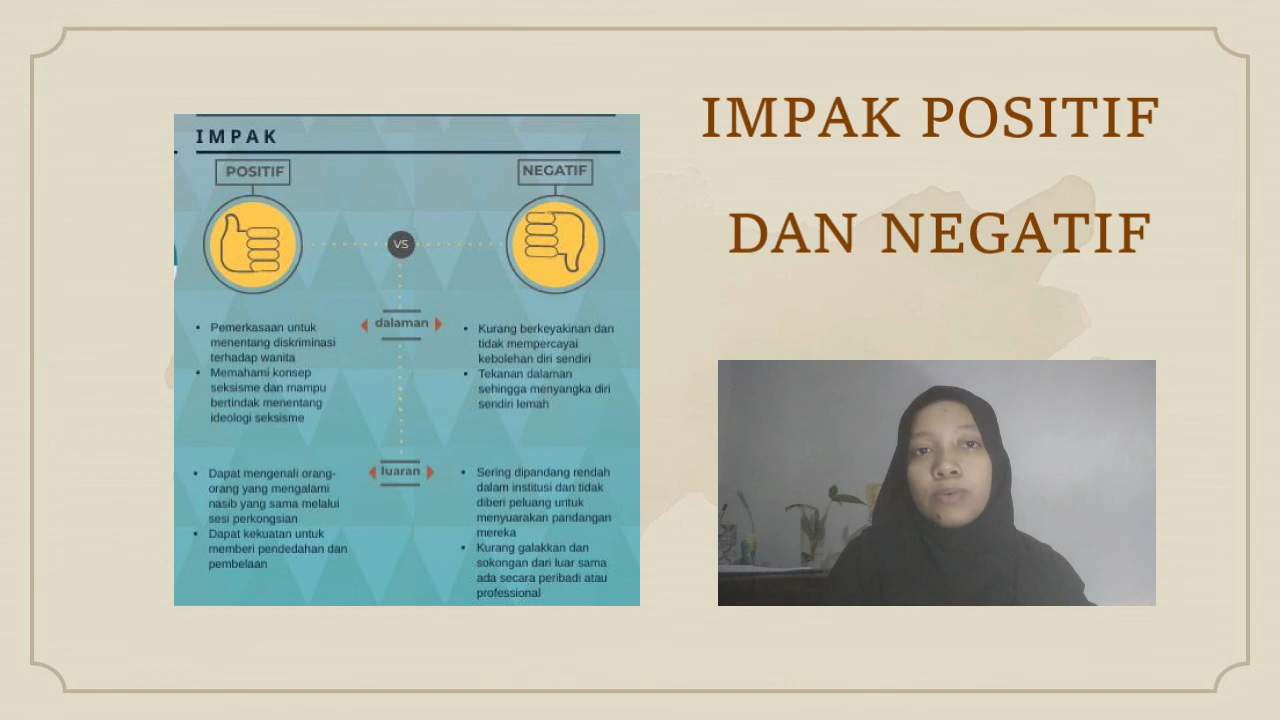 IMPAK POSITIF
DAN NEGATIF
IMPAK
POSITIF
NEGATIF
VS
dalaman
• Pemerkasaan untuk
menentang diskriminasi
terhadap wanita
• Memahami konsep
seksisme dan mampu
bertindak menentang
ideologi seksisme
• Kurang berkeyakinan dan
tidak mempercayai
kebolehan diri sendiri
• Tekanan dalaman
sehingga menyangka diri
sendiri lemah
luaran
• Dapat mengenali orang-
orang yang mengalami
nasib yang sama melalui
sesi perkongsian
• Dapat kekuatan untuk
memberi pendedahan dan
pembelaan
• Sering dipandang rendah
dalam institusi dan tidak
diberi peluang untuk
menyuarakan pandangan
mereka
• Kurang galakkan dan
sokongan dari luar sama
ada secara peribadi atau
professional